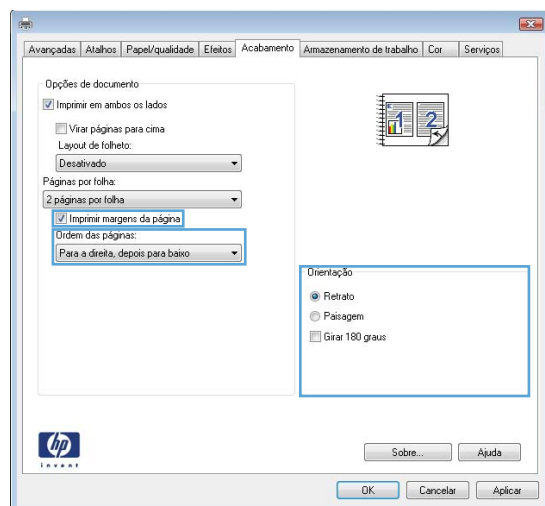 Avançadas Atalhos Papel/qualidade Efeitos Acabamento Armazenamento de trabalho Cor Serviços
Opções de documento
Imprimir em ambos os lados
Virar páginas para cima
Layout de folheto:
Desativado
Páginas por folha:
2 páginas por folha
Imprimir margens da página
Ordem das páginas:
Para a direita, depois para baixo
1 2
Orientação
Retrato
Paisagem
Girar 180 graus
hp
invent
Sobre... Ajuda
OK Cancelar Aplicar